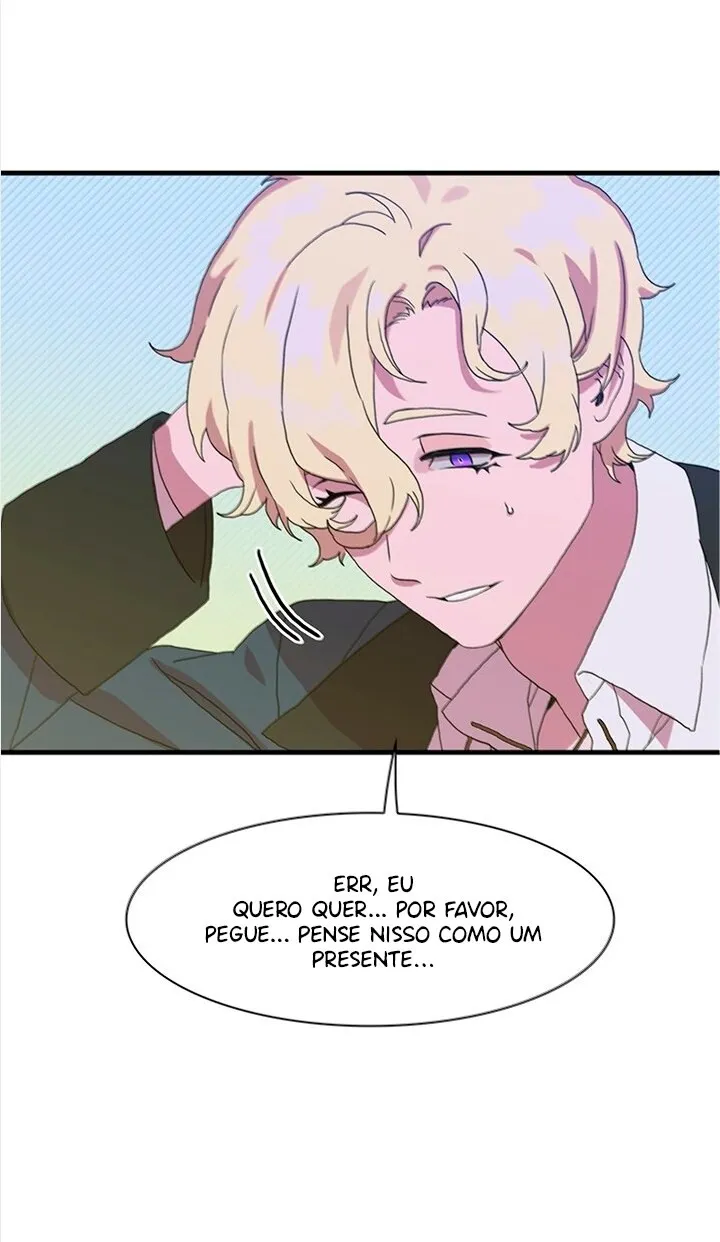 ERR, EU
QUERO QUER... POR FAVOR,
PEGUE... PENSE NISSO COMO UM
PRESENTE...